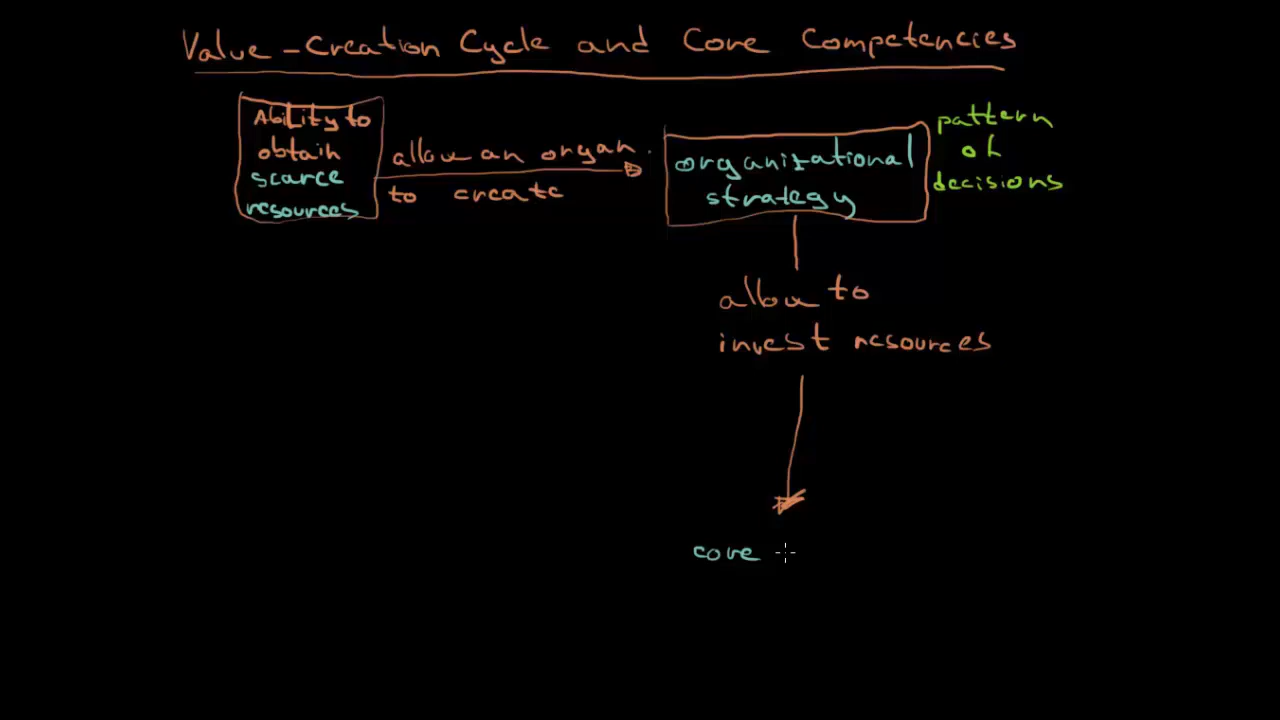 Value-Creation Cycle and Core Competencies
Ability to
obtain
scarce
resources
allow an organ.
to create
organizational
strategy
pattern
of
decisions
allow to
invest resources
core